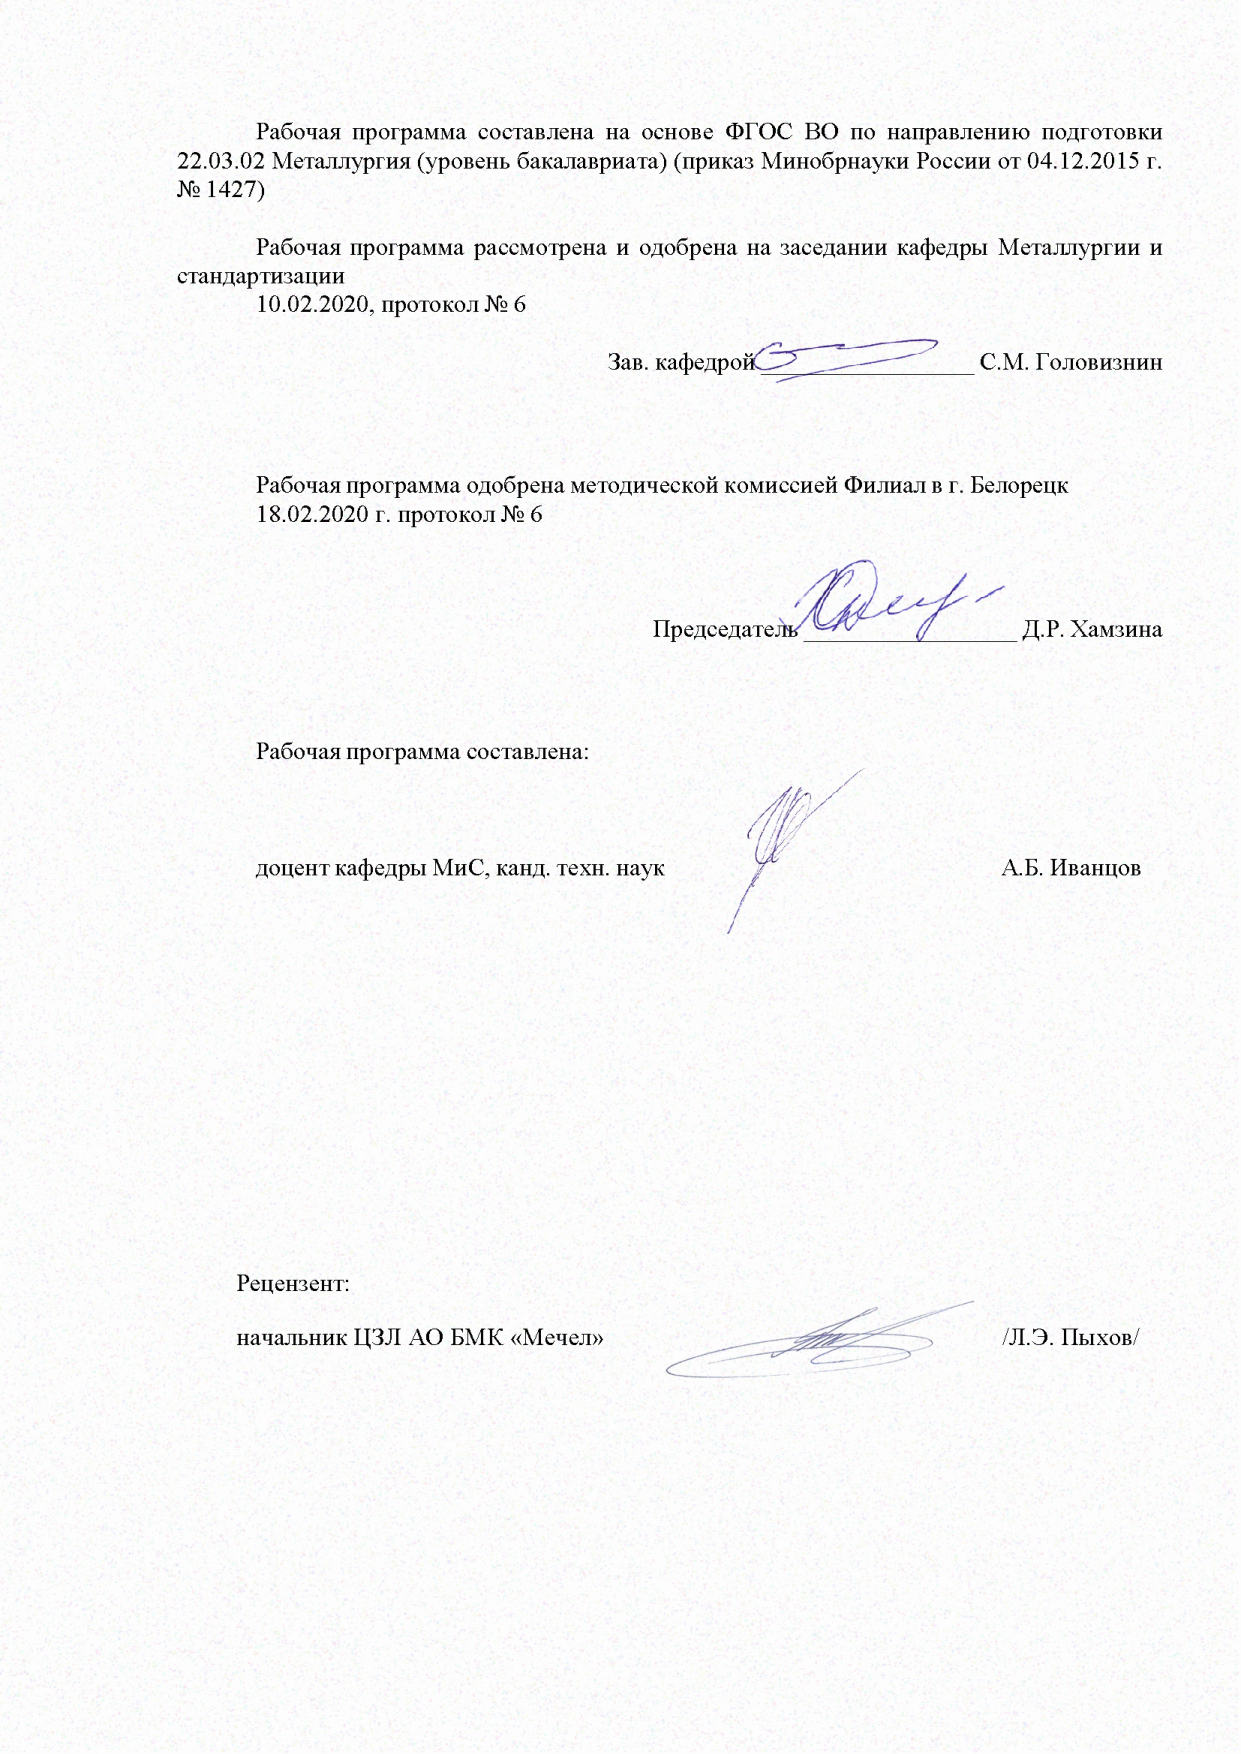 Рабочая программа составлена на основе ФГОС ВО по направлению подготовки
22.03.02 Металлургия (уровень бакалавриата) (приказ Минобрнауки России от 04.12.2015 г.
№ 1427)
Рабочая программа рассмотрена и одобрена на заседании кафедры Металлургии и
стандартизации
10.02.2020, протокол № 6
Зав. кафедрой _________________ С.М. Головизнин
Рабочая программа одобрена методической комиссией Филиал в г. Белорецк
18.02.2020 г. протокол № 6
Председатель _________________ Д.Р. Хамзина
Рабочая программа составлена:
доцент кафедры МиС, канд. техн. наук А.Б. Иванцов
Рецензент:
начальник ЦЗЛ АО БМК «Мечел» /Л.Э. Пыхов/